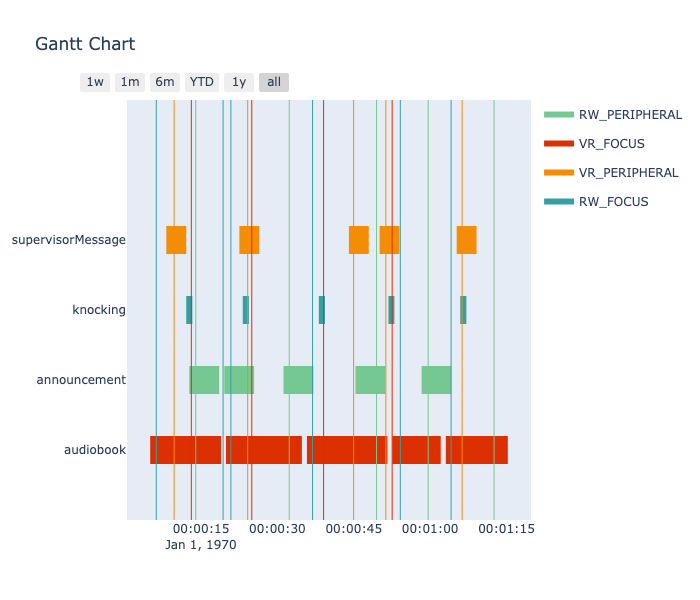 Gantt Chart
1w 1m 6m YTD 1y all
RW_PERIPHERAL
VR_FOCUS
VR_PERIPHERAL
RW_FOCUS
supervisorMessage
knocking
announcement
audiobook
00:00:15 00:00:30 00:00:45 00:01:00 00:01:15
Jan 1, 1970